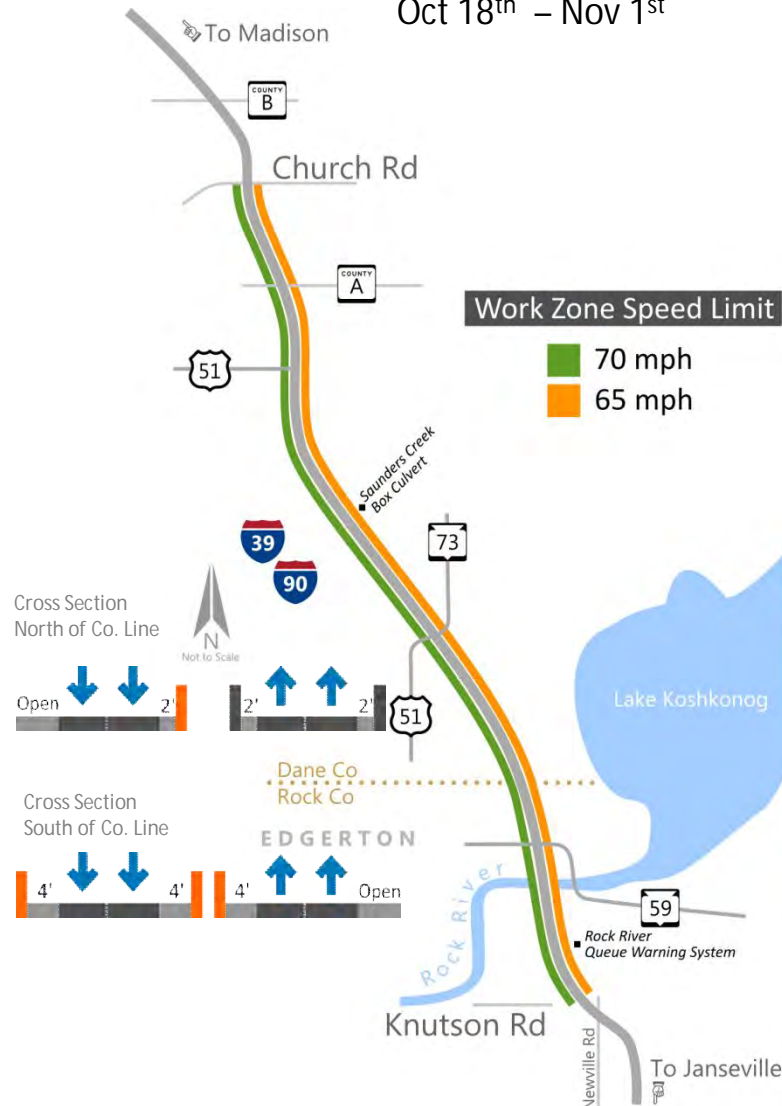 Oct 18th – Nov 1st
To Madison
COUNTY
B
Church Rd
COUNTY
A
Work Zone Speed Limit
70 mph
65 mph
51
Saunders Creek
Box Culvert
39
90
73
Cross Section
North of Co. Line
N
Not to Scale
Open 2' 2' 2'
51
Lake Koshkonog
Dane Co
Rock Co
Cross Section
South of Co. Line
EDGERTON
4' 4' 4' Open
59
Rock River
Rock River
Queue Warning System
Knutson Rd
Newville Rd
To Janseville